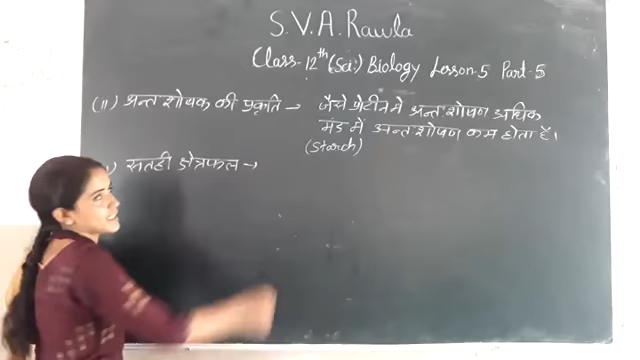 S.V.A. Rawla
Class-12th (Sci.) Biology Lesson-5 Part-5
(ii) अन्तःशोषक की प्रकृति → जैसे प्रोटीन में अन्तःशोषण अधिक
मंड में अन्तःशोषण कम होता है।
(Starch)
) सतही क्षेत्रफल →